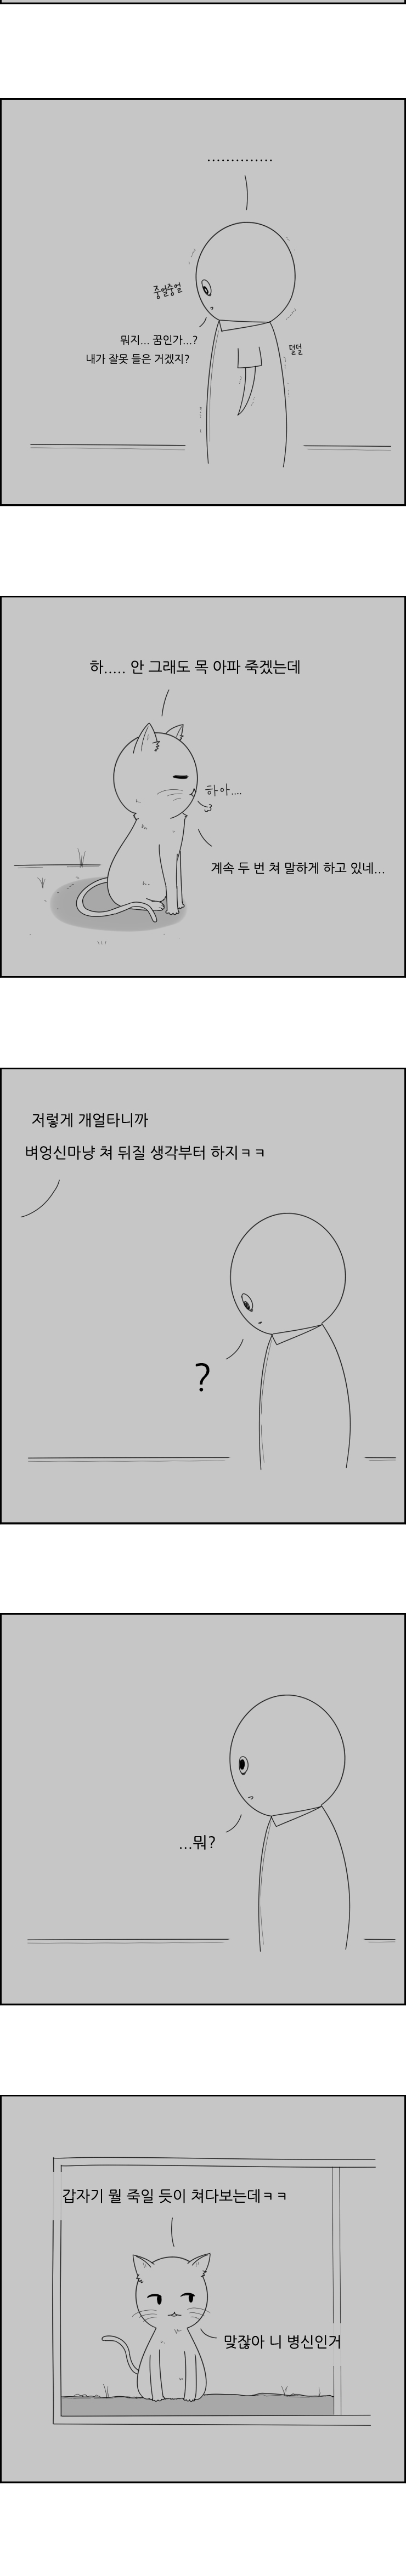 ..............
중얼중얼
뭐지... 꿈인가...?
내가 잘못 들은 거겠지?
덜덜
하..... 안 그래도 목 아파 죽겠는데
하아....
계속 두 번 쳐 말하게 하고 있네...
저렇게 개얼타니까
벼엉신마냥 쳐 뒤질 생각부터 하지ㅋㅋ
?
...뭐?
갑자기 뭘 죽일 듯이 쳐다보는데ㅋㅋ
맞잖아 니 병신인거